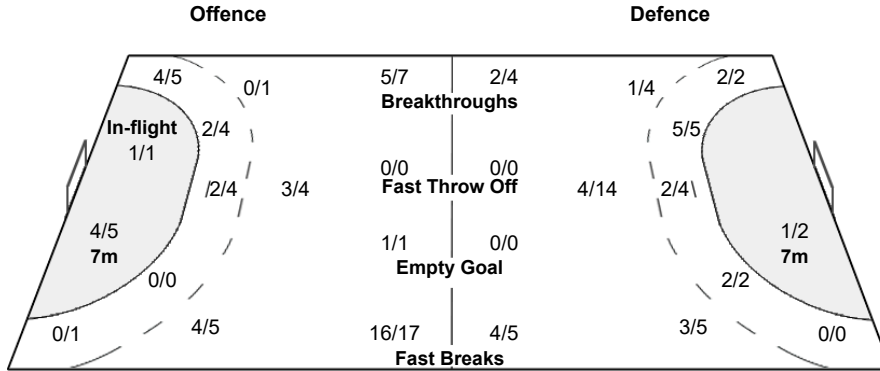 Offence Defence
4/5 5/7 2/4 2/2
0/1 1/4
Breakthroughs
In-flight 2/4 5/5
1/1
0/0 0/0
2/4 3/4 Fast Throw Off 4/14 2/4
4/5 1/2
1/1 0/0
7m 7m
Empty Goal
0/0 2/2
0/1 4/5 16/17 4/5 3/5 0/0
Fast Breaks